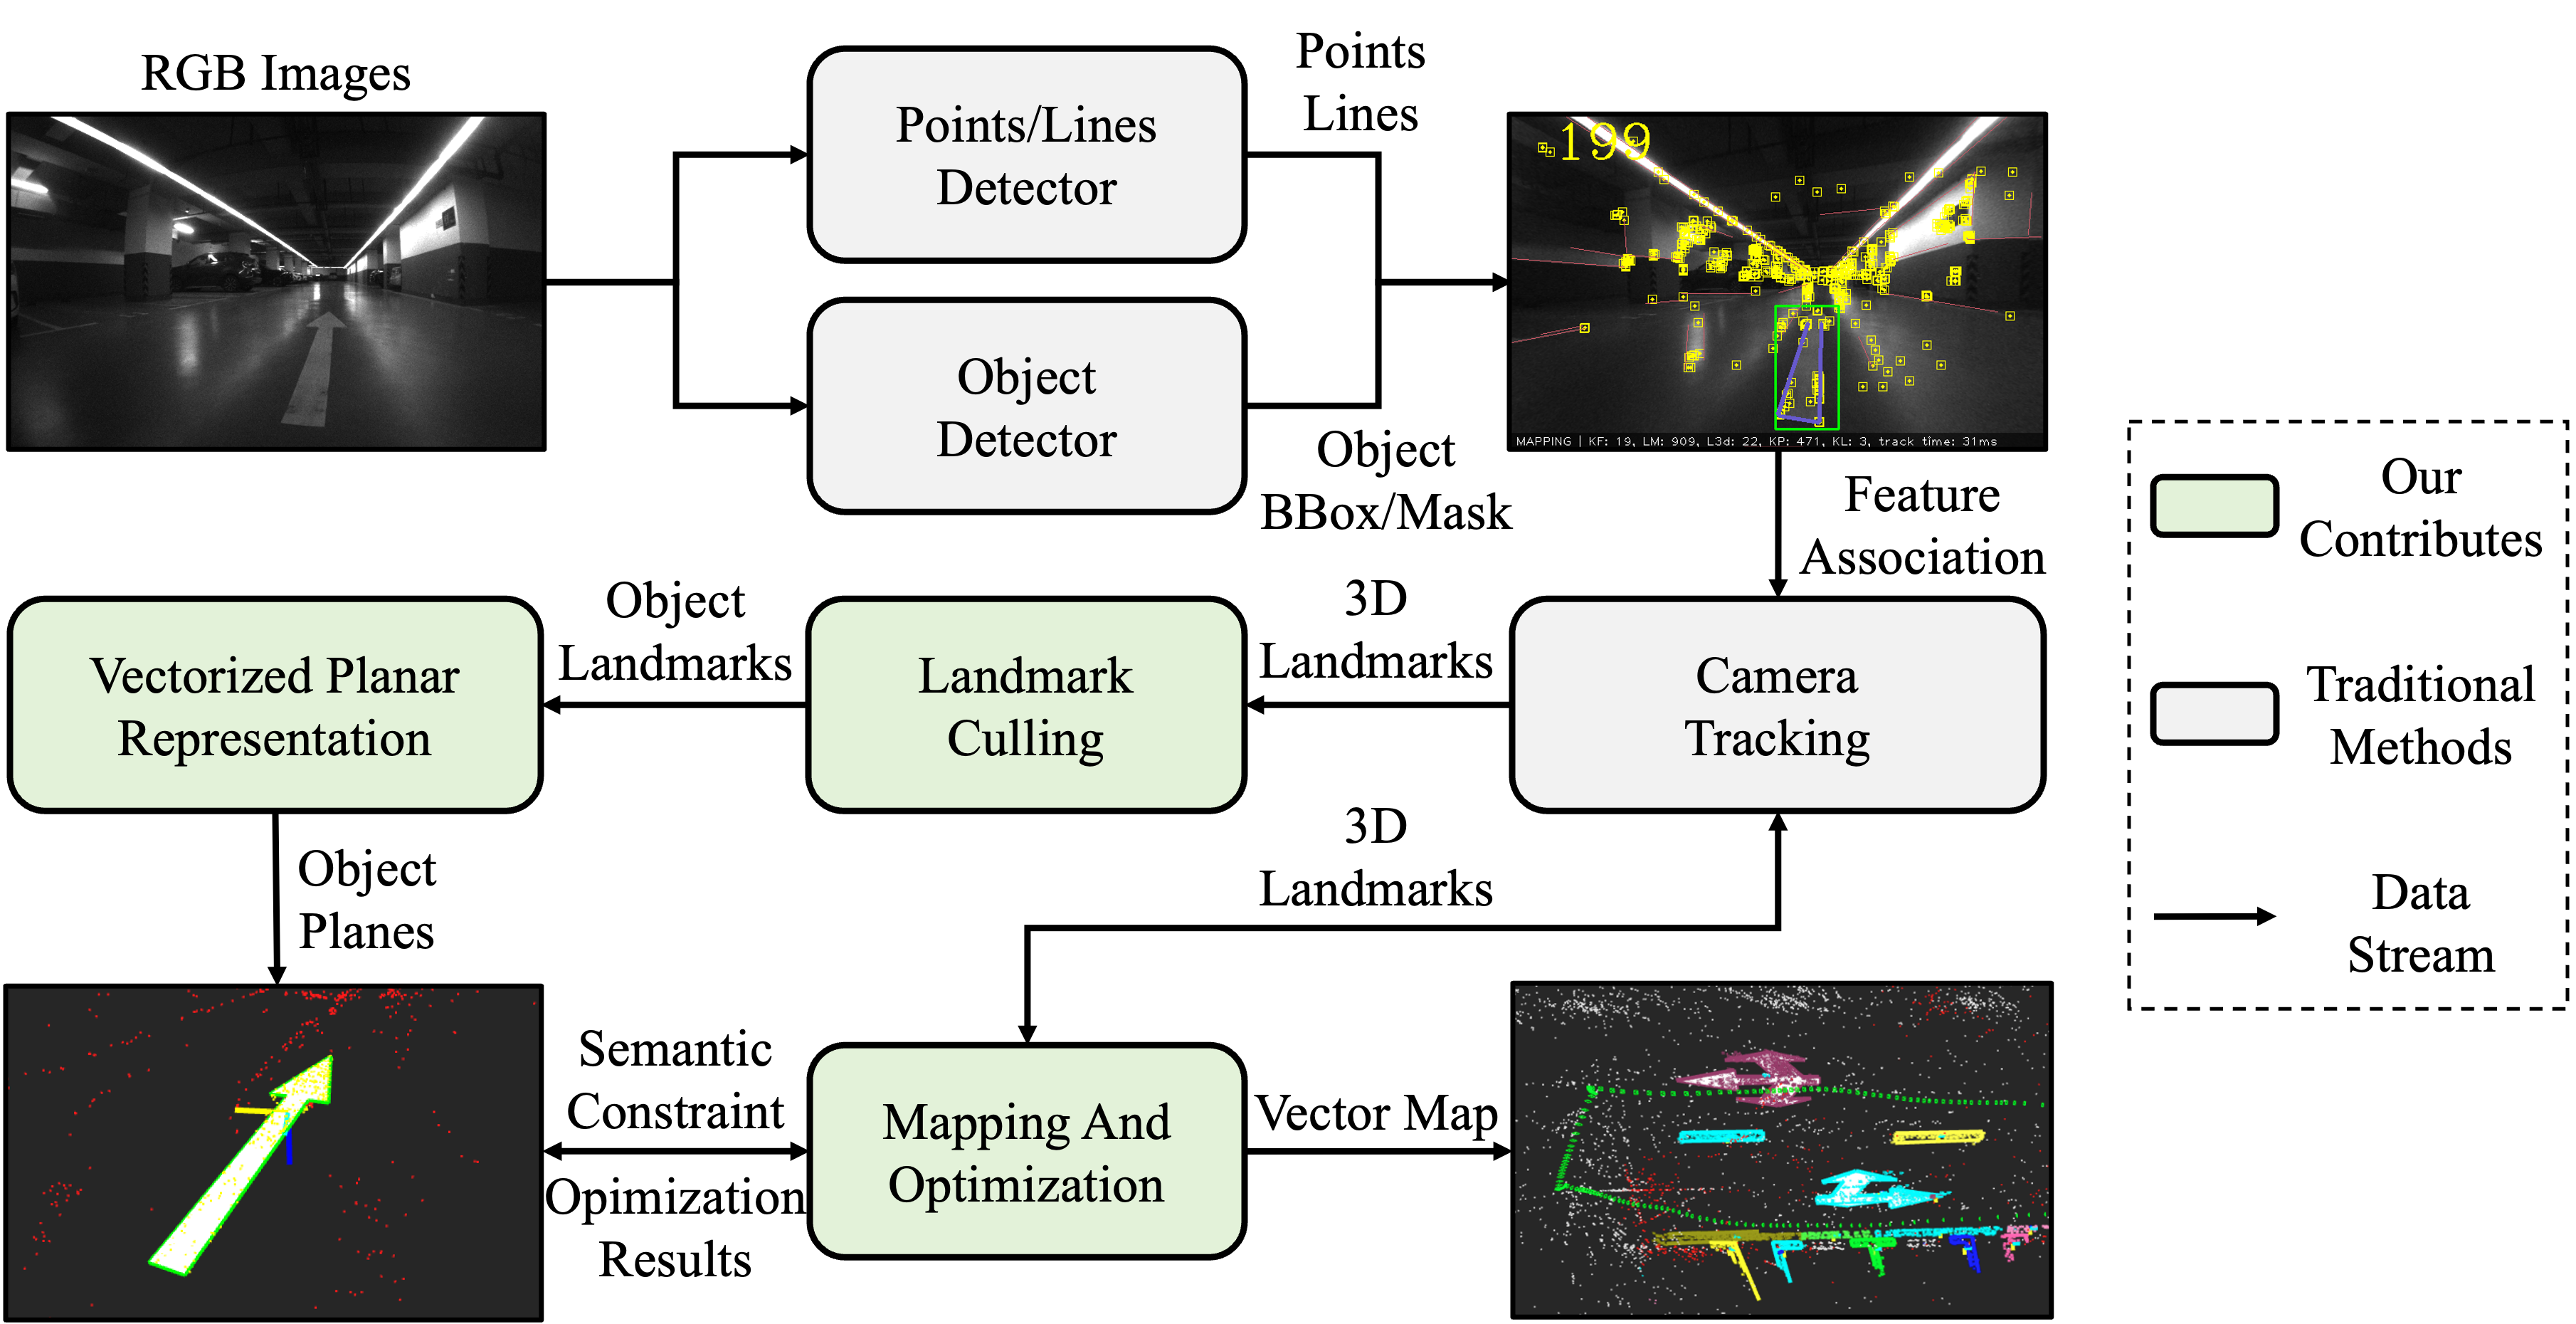 RGB Images
Points/Lines
Detector
Points
Lines
199
MAPPING | KF: 19, LM: 909, L3d: 22, KP: 471, KL: 3, track time: 31ms
Object
Detector
Object
BBox/Mask
Feature
Association
Our
Contributes
Traditional
Methods
Data
Stream
Vectorized Planar
Representation
Object
Landmarks
Landmark
Culling
3D
Landmarks
Camera
Tracking
Object
Planes
3D
Landmarks
Semantic
Constraint
Opimization
Results
Mapping And
Optimization
Vector Map